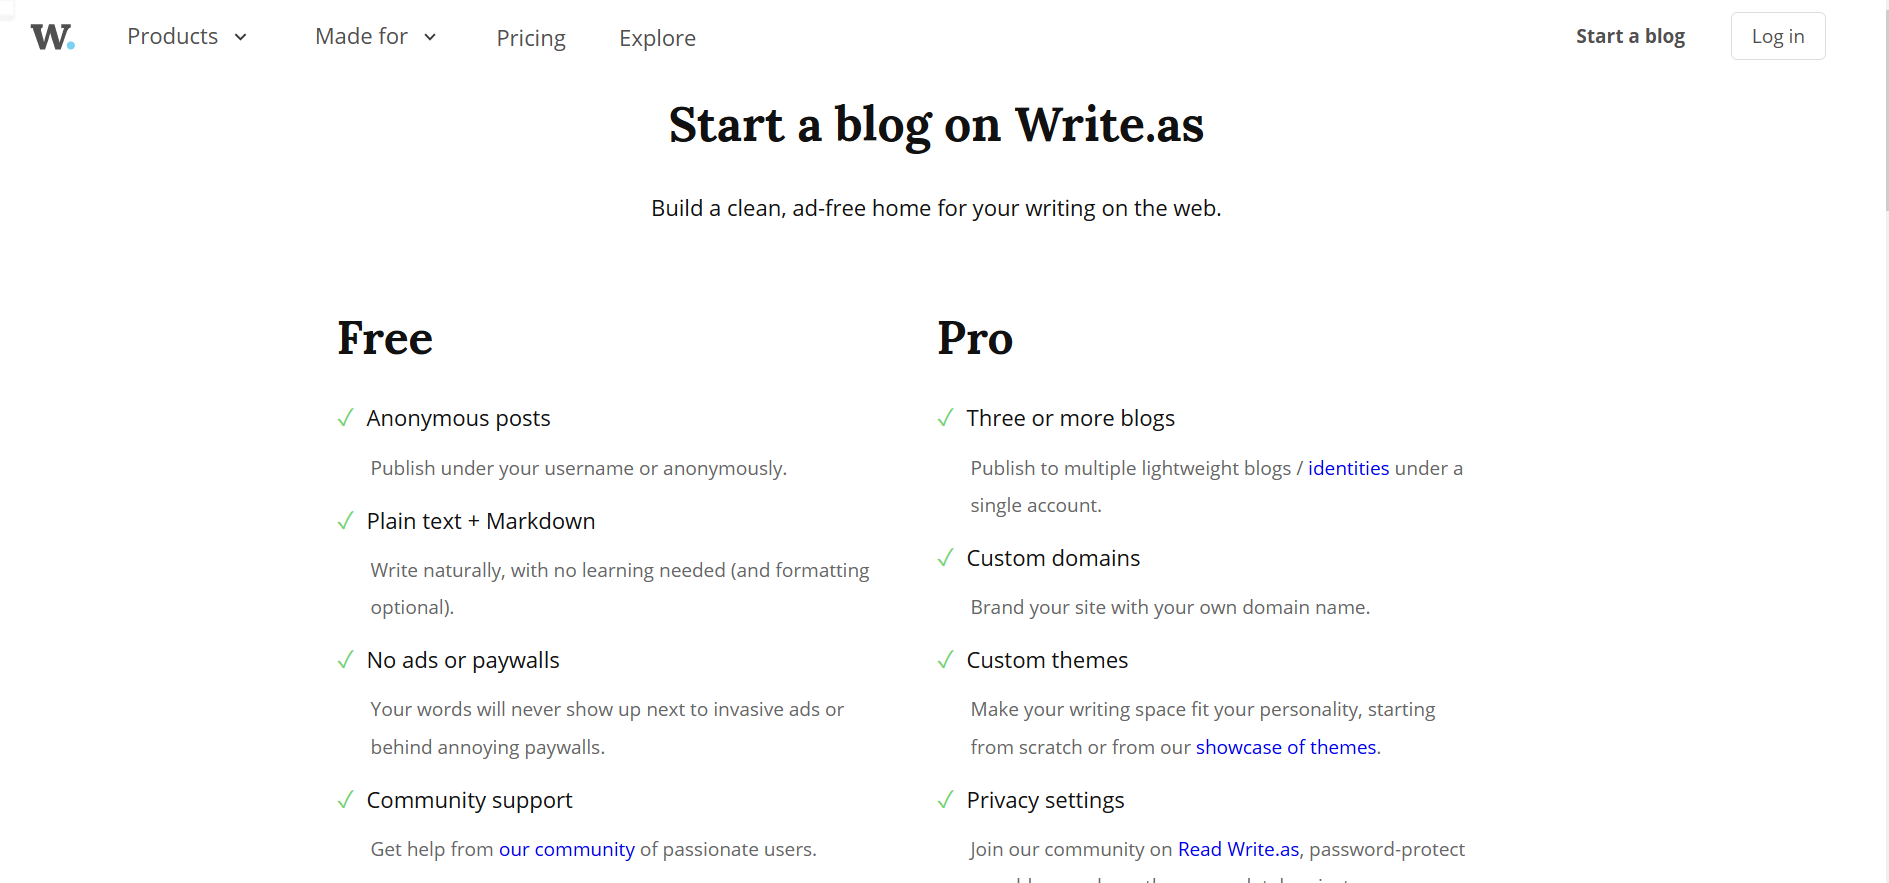 W.
Products
Made for
Pricing
Explore
Start a blog
Log in
Start a blog on Write.as
Build a clean, ad-free home for your writing on the web.
Free
✓ Anonymous posts
Publish under your username or anonymously.
✓ Plain text + Markdown
Write naturally, with no learning needed (and formatting
optional).
✓ No ads or paywalls
Your words will never show up next to invasive ads or
behind annoying paywalls.
✓ Community support
Get help from our community of passionate users.
Pro
✓ Three or more blogs
Publish to multiple lightweight blogs / identities under a
single account.
✓ Custom domains
Brand your site with your own domain name.
✓ Custom themes
Make your writing space fit your personality, starting
from scratch or from our showcase of themes.
✓ Privacy settings
Join our community on Read Write.as, password-protect